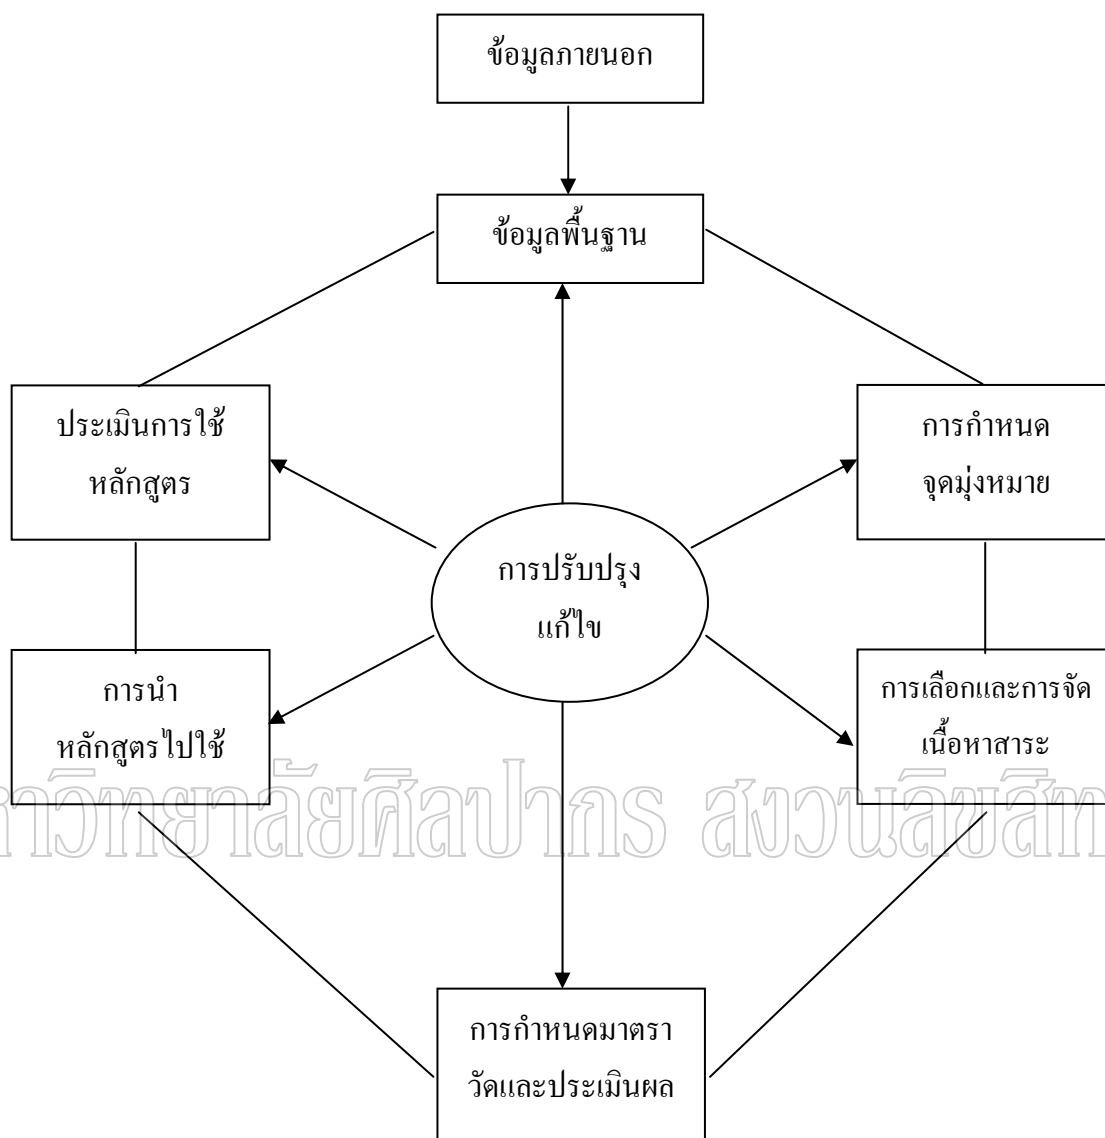 ข้อมูลภายนอก
ข้อมูลพื้นฐาน
ประเมินการใช้
หลักสูตร
การกำหนด
จุดมุ่งหมาย
การปรับปรุง
แก้ไข
การนำ
หลักสูตรไปใช้
การเลือกและการจัด
เนื้อหาสาระ
าวิทยาลัยศิลปากร สงวนลิขสิท
การกำหนดมาตรา
วัดและประเมินผล